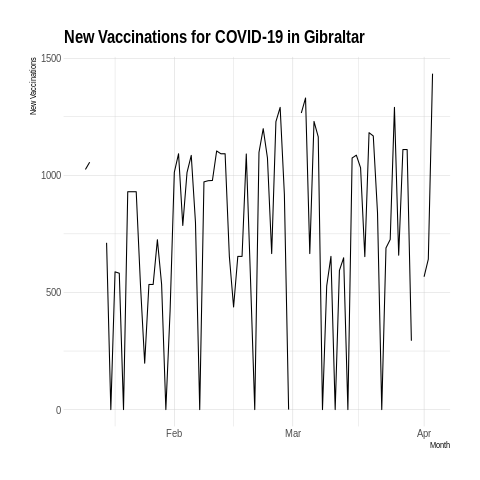 New Vaccinations for COVID-19 in Gibraltar
New Vaccinations
1500
1000
500
0
Feb
Mar
Apr
Month